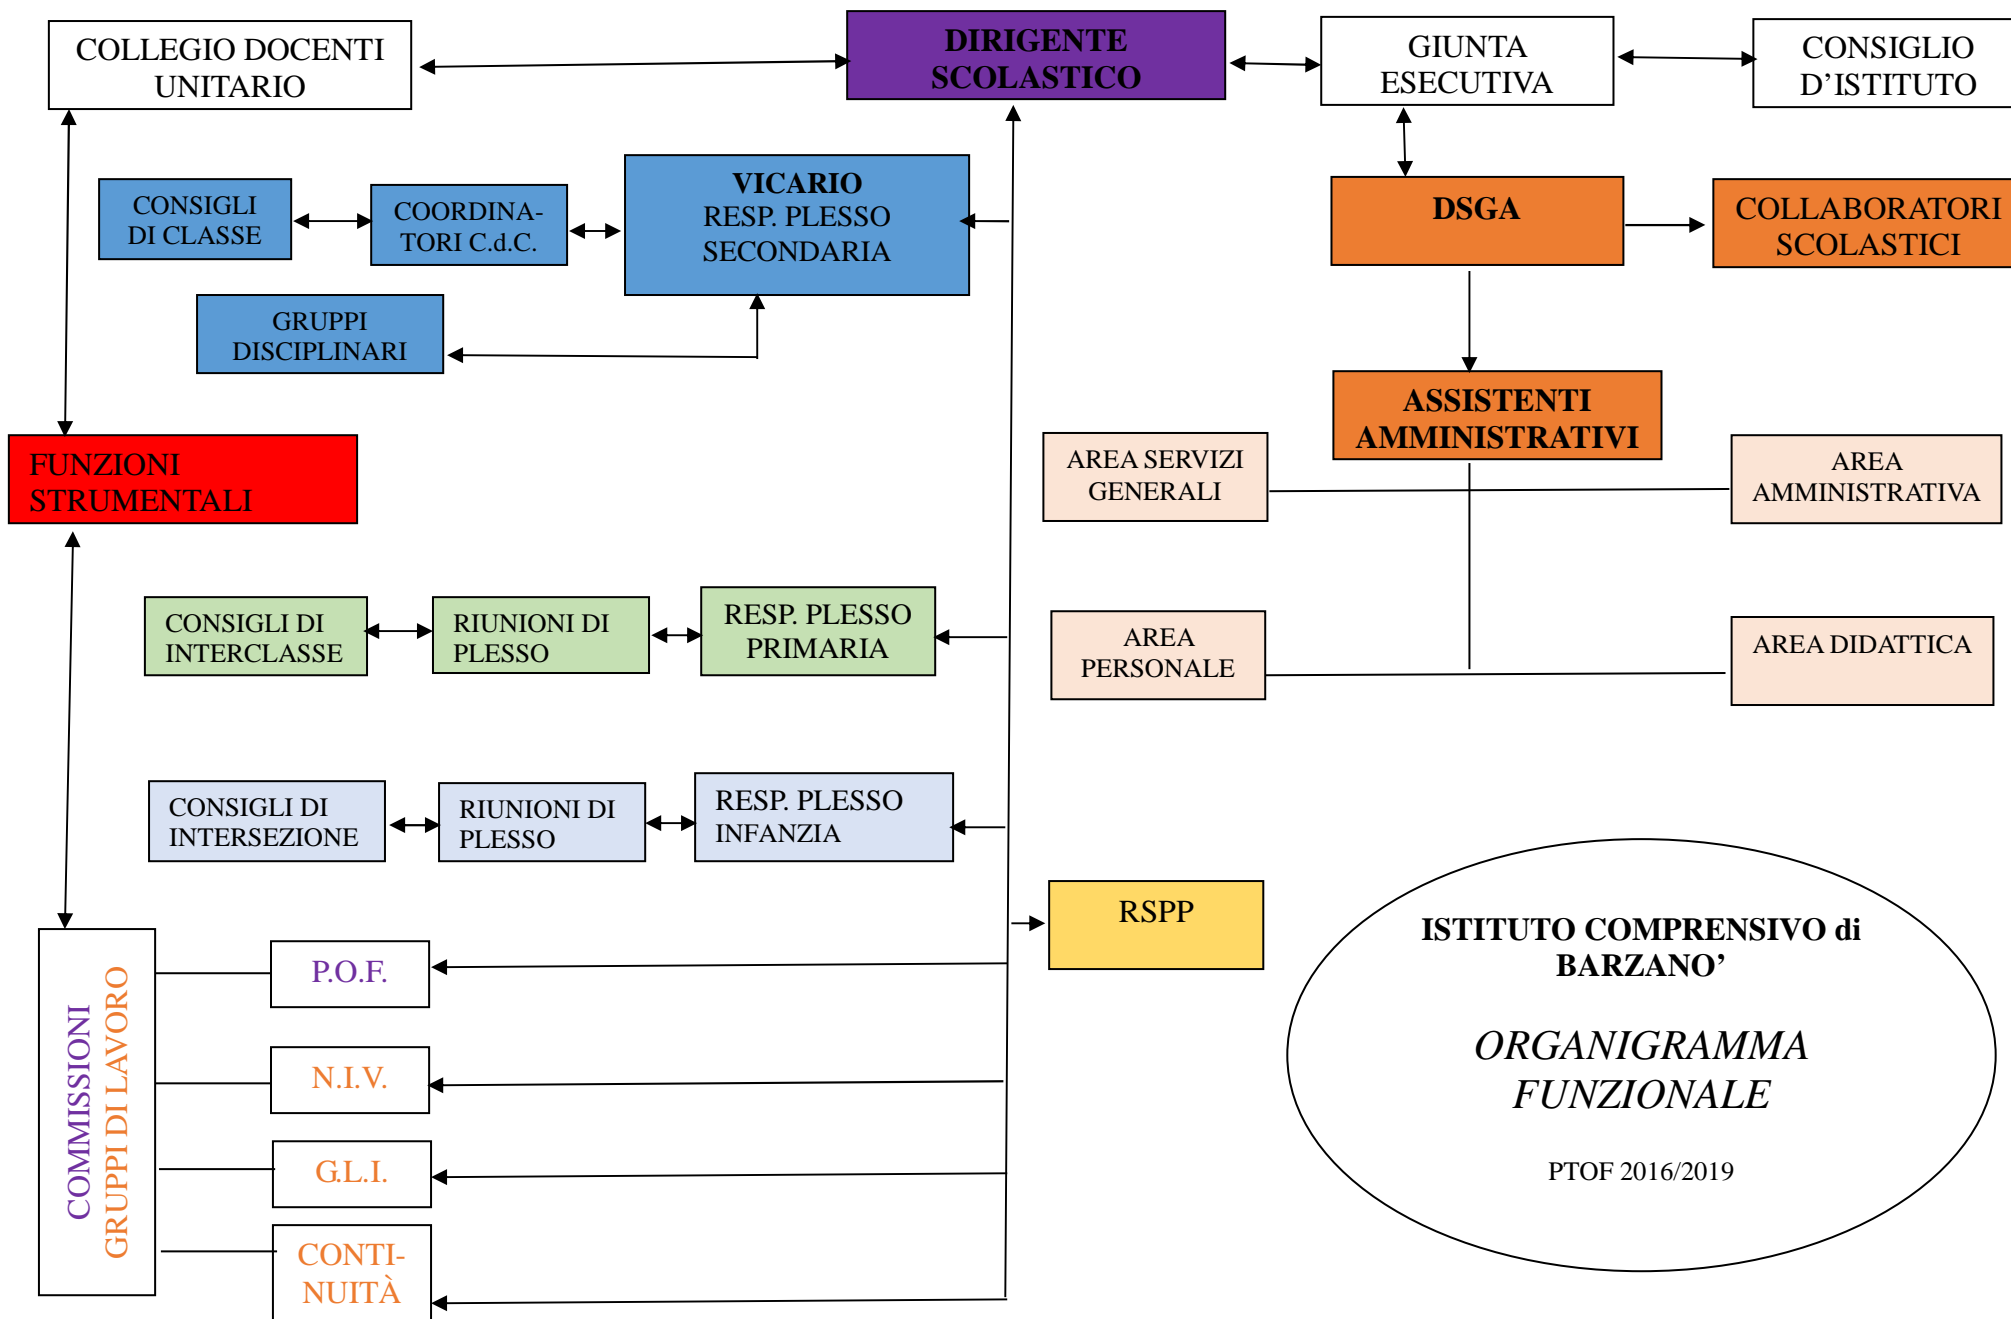 COLLEGIO DOCENTI
UNITARIO
DIRIGENTE
SCOLASTICO
GIUNTA
ESECUTIVA
CONSIGLIO
D’ISTITUTO
CONSIGLI
DI CLASSE
COORDINA-
TORI C.d.C.
VICARIO
RESP. PLESSO
SECONDARIA
DSGA
COLLABORATORI
SCOLASTICI
GRUPPI
DISCIPLINARI
ASSISTENTI
AMMINISTRATIVI
FUNZIONI
STRUMENTALI
AREA SERVIZI
GENERALI
AREA
AMMINISTRATIVA
CONSIGLI DI
INTERCLASSE
RIUNIONI DI
PLESSO
RESP. PLESSO
PRIMARIA
AREA
PERSONALE
AREA DIDATTICA
CONSIGLI DI
INTERSEZIONE
RIUNIONI DI
PLESSO
RESP. PLESSO
INFANZIA
RSPP
COMMISSIONI
GRUPPI DI LAVORO
P.O.F.
N.I.V.
G.L.I.
CONTI-
NUITÀ
ISTITUTO COMPRENSIVO di
BARZANO’
ORGANIGRAMMA
FUNZIONALE
PTOF 2016/2019